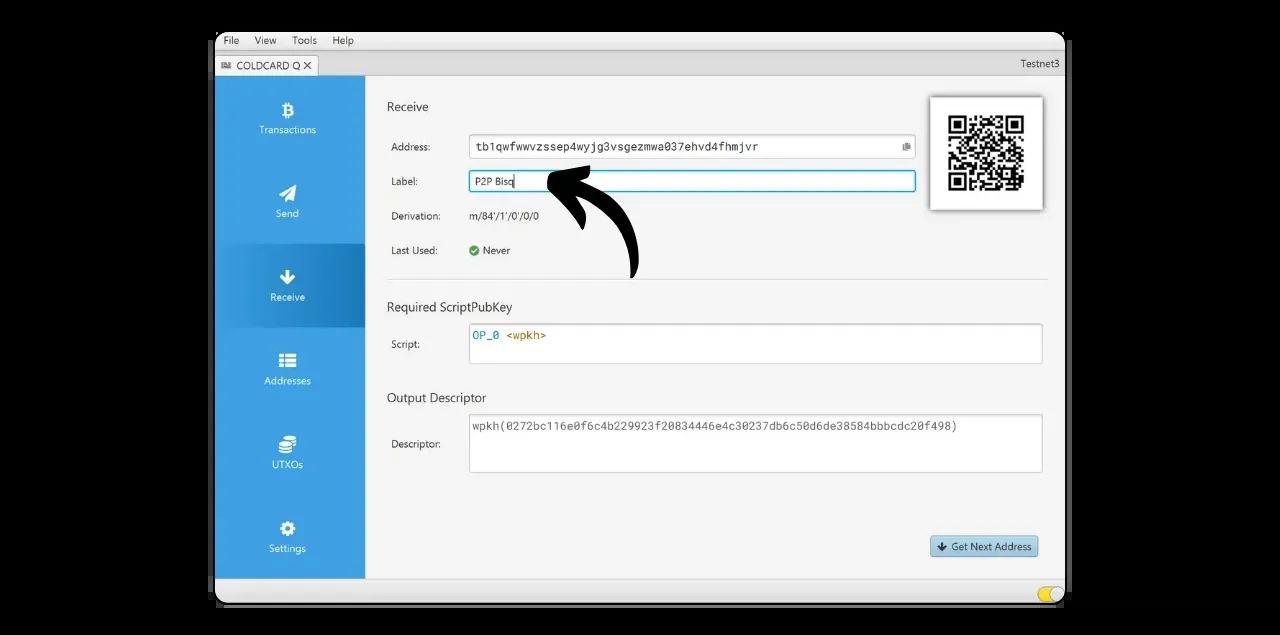 File View Tools Help
COLDCARD Q
Testnet3
Transactions
Send
Receive
Addresses
UTXOs
Settings
Receive
Address: tb1qwfwwvzssep4wyjg3vsgezmwa037ehvd4fhmjvr
Label: P2P Bisq
Derivation: m/84'/1'/0'/0/0
Last Used: Never
Required ScriptPubKey
Script: OP_0 <wpkh>
Output Descriptor
Descriptor: wpkh(0272bc116e0f6c4b229923f20834446e4c30237db6c50d6de38584bbbcdc20f498)
Get Next Address